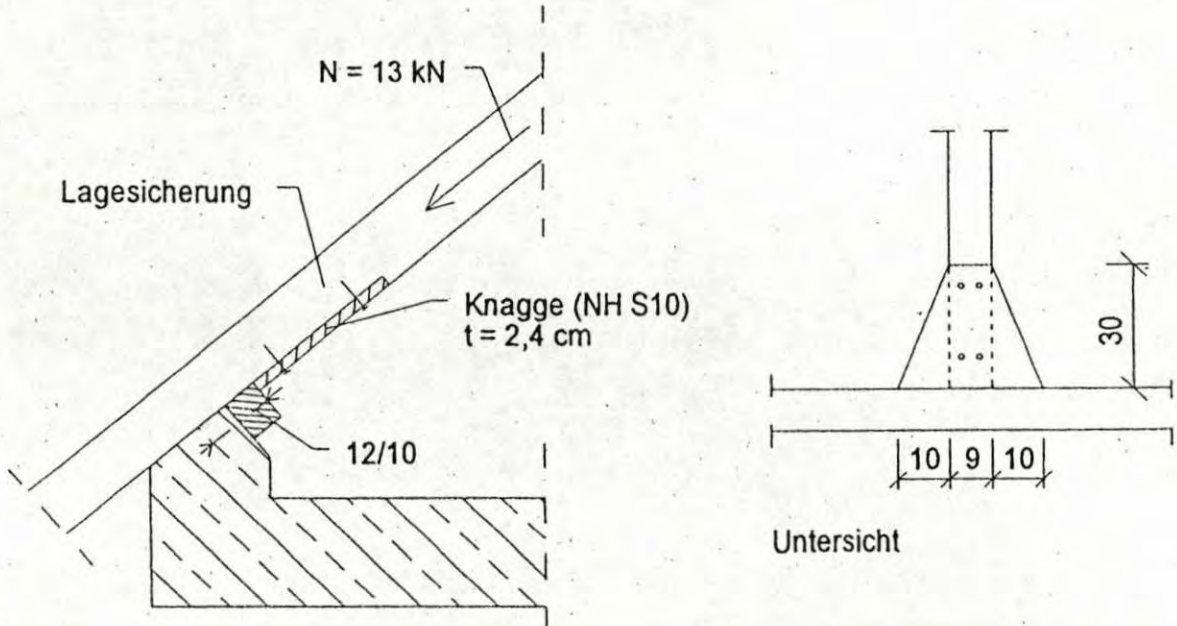 N = 13 kN
Lagesicherung
Knagge (NH S10)
t = 2,4 cm
12/10
30
10 9 10
Untersicht